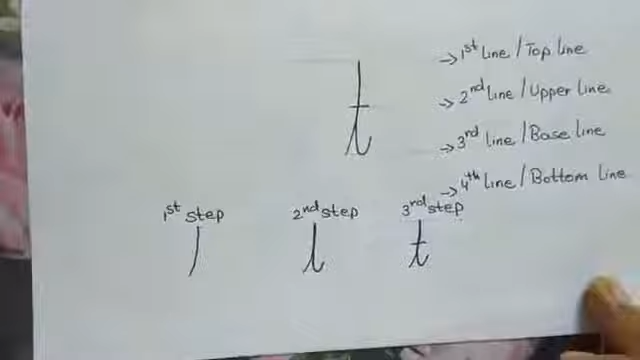 t
→ 1st line / Top line
→ 2nd line / Upper line
→ 3rd line / Base line
→ 4th line / Bottom line
1st step 2nd step 3rd step
t